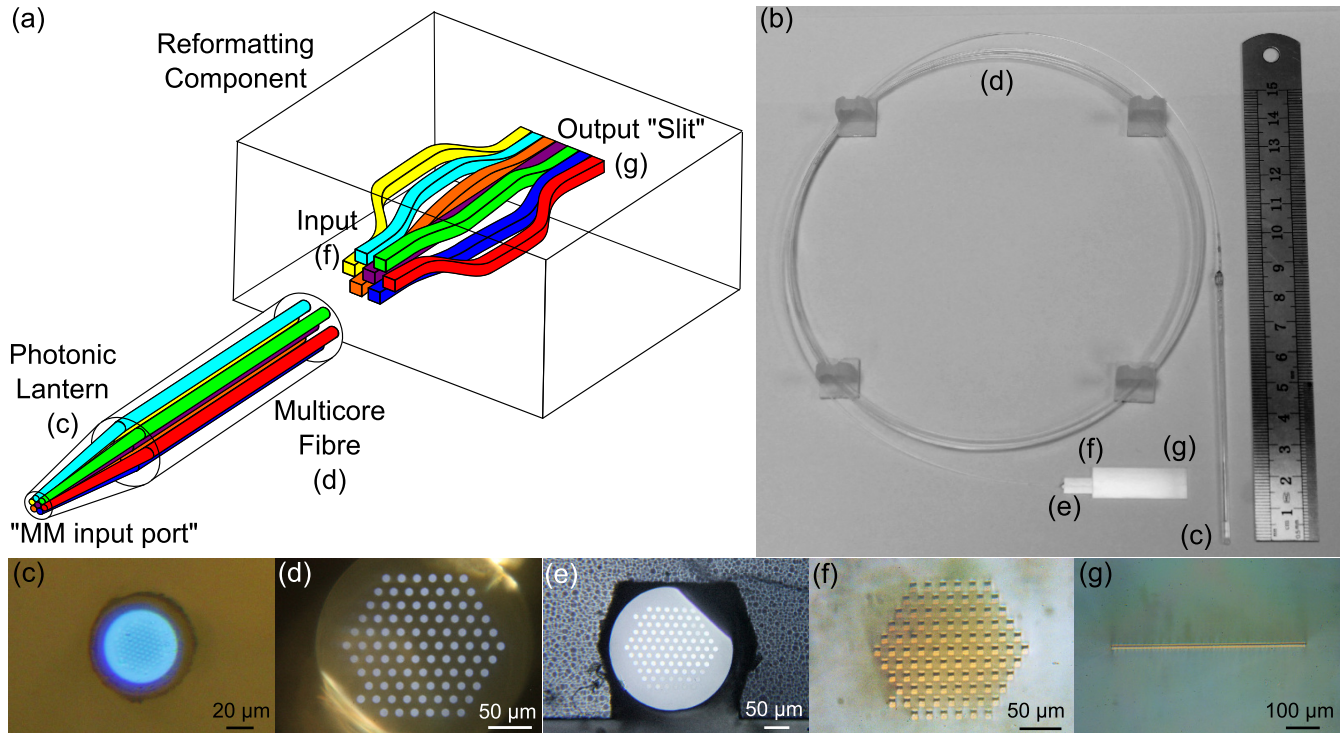 (a)
Reformatting
Component
Output "Slit"
(g)
Input
(f)
Photonic
Lantern
(c)
Multicore
Fibre
(d)
"MM input port"
(b)
(d)
(f)
(g)
(e)
(c)
15
14
13
12
11
10
9
8
7
6
5
4
3
2
1
(c)
20 µm
(d)
50 µm
(e)
50 µm
(f)
50 µm
(g)
100 µm